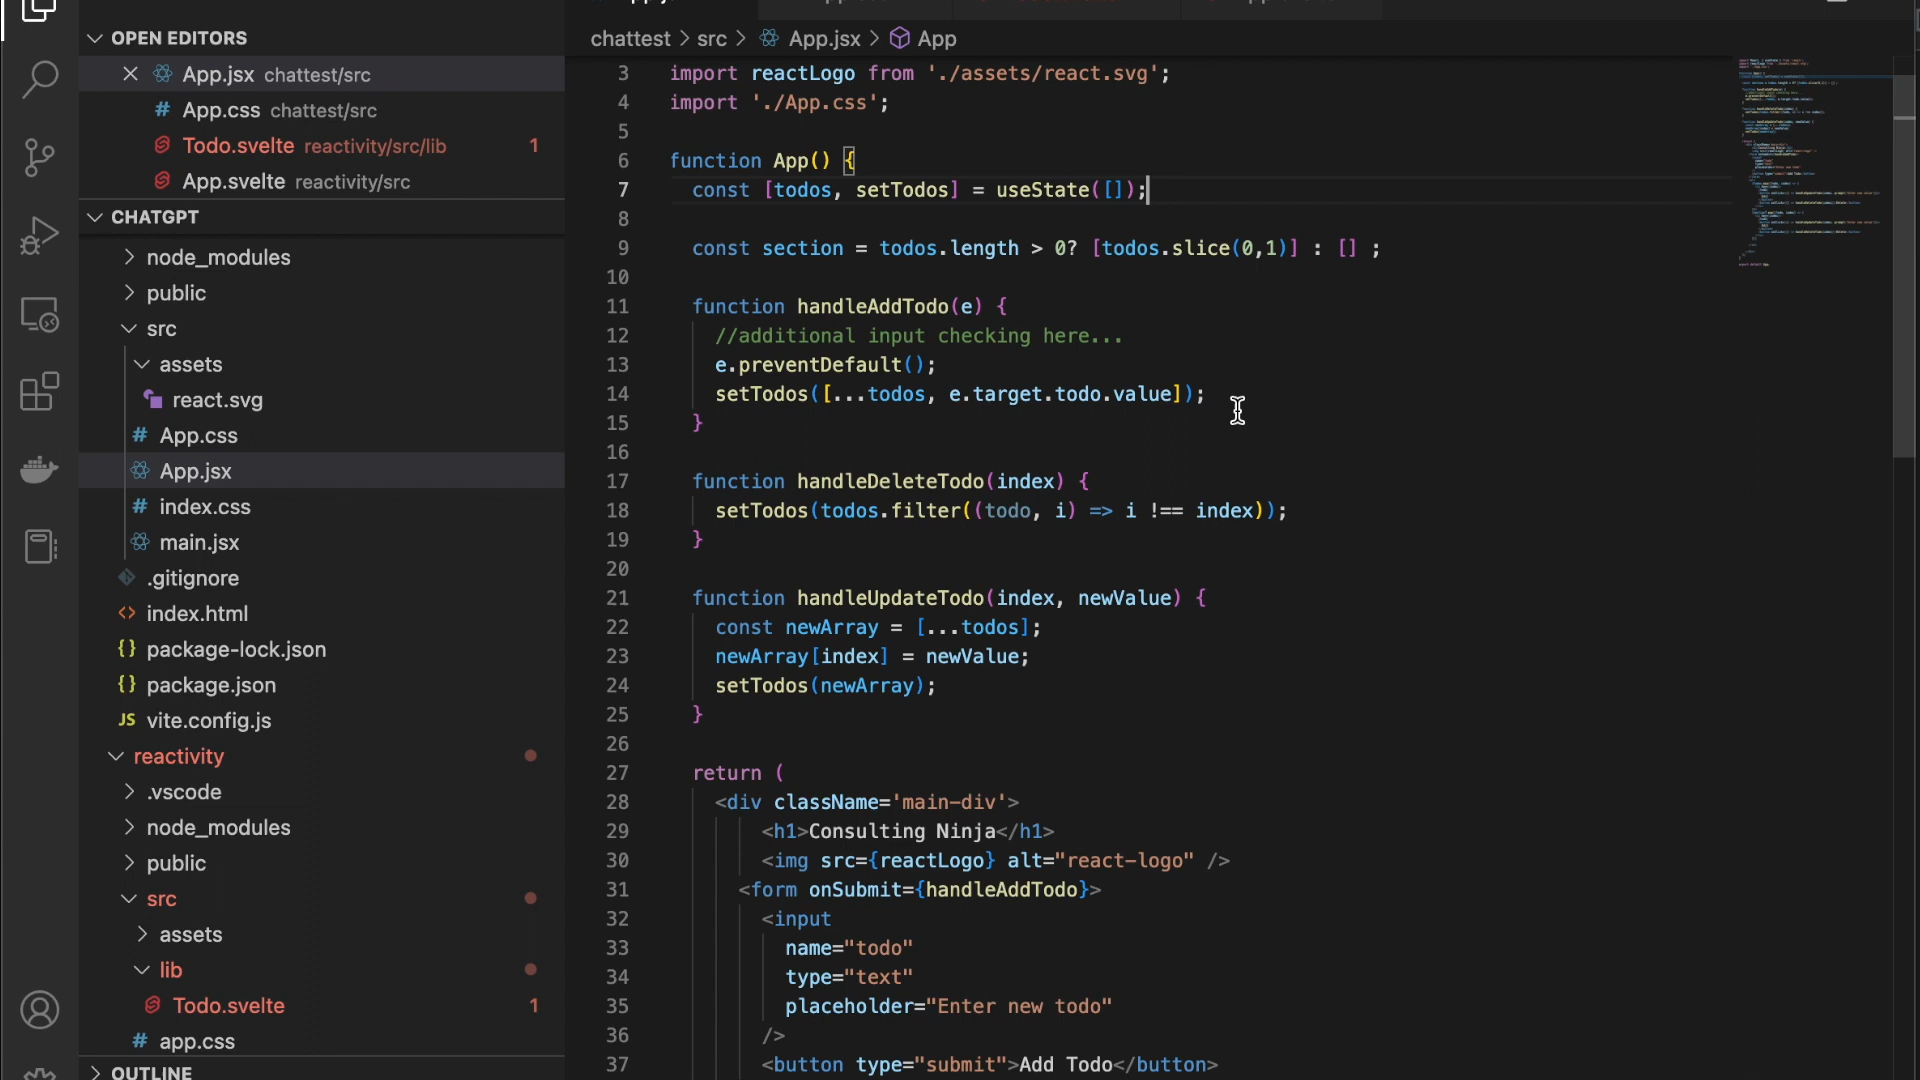 OPEN EDITORS
App.jsx chattest/src
# App.css chattest/src
Todo.svelte reactivity/src/lib 1
App.svelte reactivity/src
CHATGPT
node_modules
public
src
assets
react.svg
# App.css
App.jsx
# index.css
main.jsx
.gitignore
<> index.html
{} package-lock.json
{} package.json
JS vite.config.js
reactivity
.vscode
node_modules
public
src
assets
lib
Todo.svelte 1
# app.css
OUTLINE
chattest > src > App.jsx > App
3 import reactLogo from './assets/react.svg';
4 import './App.css';
5
6 function App() {
7 const [todos, setTodos] = useState([]);
8
9 const section = todos.length > 0? [todos.slice(0,1)] : [] ;
10
11 function handleAddTodo(e) {
12 //additional input checking here...
13 e.preventDefault();
14 setTodos([...todos, e.target.todo.value]);
15 }
16
17 function handleDeleteTodo(index) {
18 setTodos(todos.filter((todo, i) => i !== index));
19 }
20
21 function handleUpdateTodo(index, newValue) {
22 const newArray = [...todos];
23 newArray[index] = newValue;
24 setTodos(newArray);
25 }
26
27 return (
28 <div className='main-div'>
29 <h1>Consulting Ninja</h1>
30 <img src={reactLogo} alt="react-logo" />
31 <form onSubmit={handleAddTodo}>
32 <input
33 name="todo"
34 type="text"
35 placeholder="Enter new todo"
36 />
37 <button type="submit">Add Todo</button>